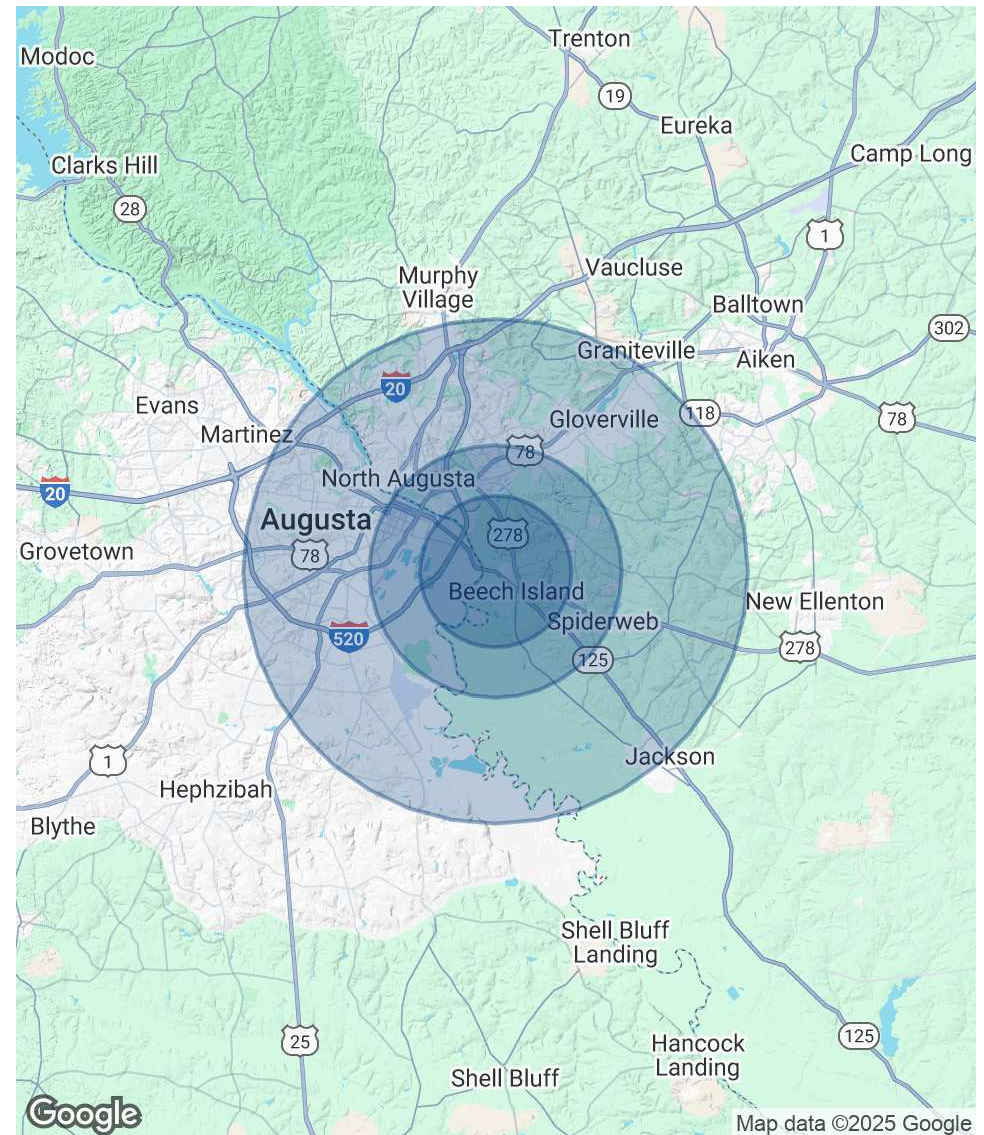 Trenton
Modoc
19
Eureka
Camp Long
Clarks Hill
28
1
Murphy
Village
Vaucluse
Balltown
302
Graniteville
Aiken
20
Evans
118
Gloverville
78
Martinez
78
North Augusta
20
Augusta
278
Grovetown
78
Beech Island
New Ellenton
Spiderweb
520
278
125
Jackson
1
Hephzibah
Blythe
Shell Bluff
Landing
125
25
Hancock
Landing
Shell Bluff
Google
Map data ©2025 Google